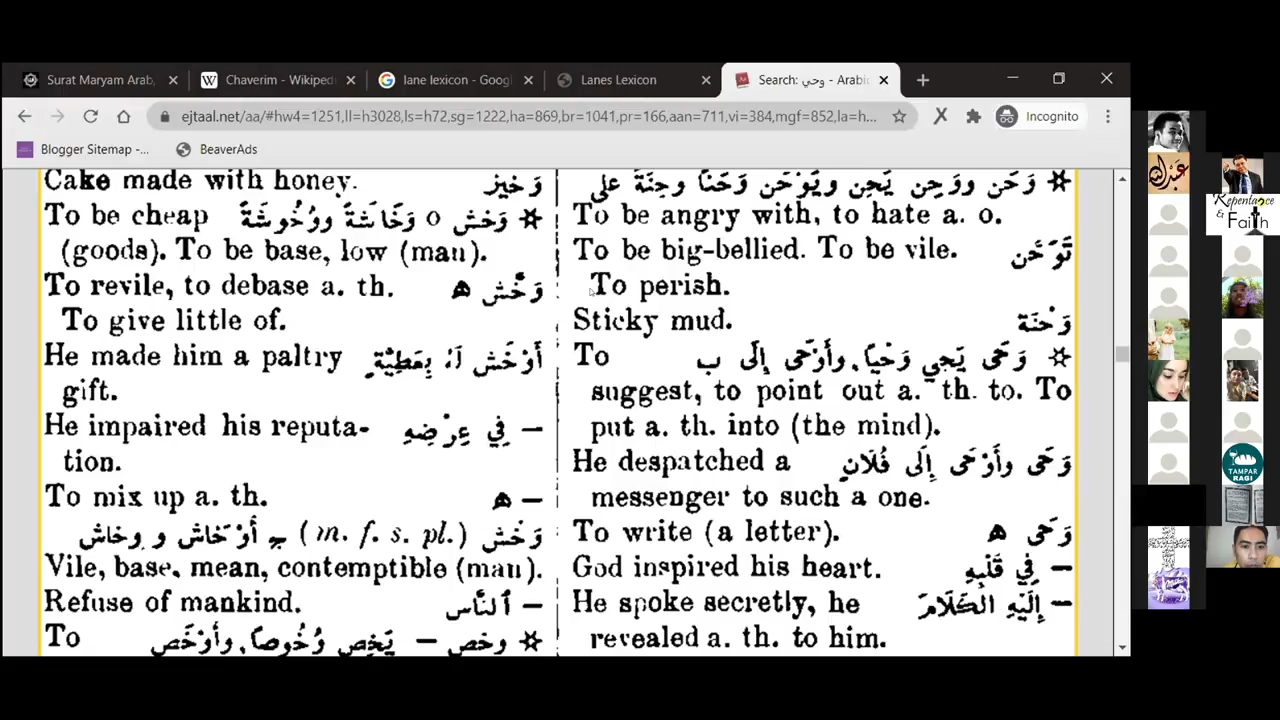 Surat Maryam Arab,
Chaverim - Wikiped
lane lexicon - Googl
Lanes Lexicon
Search: وحي - Arabic
ejtaal.net/aa/#hw4=1251,ll=h3028,ls=h72,sg=1222,ha=869,br=1041,pr=166,aan=711,vi=384,mgf=852,la=h...
Incognito
Blogger Sitemap -...
BeaverAds
Cake made with honey. وَخِيز
To be cheap وَخَش o وَخَاشَةً ووُخُوشَةً ✡
(goods). To be base, low (man).
To revile, to debase a. th. وَخَّش ه
To give little of.
He made him a paltry أَوْخَش لَهُ بِعَطِيَّةٍ
gift.
He impaired his reputa- — فِي عِرْضِهِ
tion.
To mix up a. th. — ه
وَخْش (m. f. s. pl.) ج أَوْخَاش و وِخاش
Vile, base, mean, contemptible (man).
Refuse of mankind. — ٱلنَّاس
To وخص — يَخِص وُخُوصاً, وأَوْخَص ✡
✡ وَحَن ووَحِن يَحِن ويَوْحَن وَحَناً وحِنَةً على
To be angry with, to hate a. o.
To be big-bellied. To be vile. تَوَحَّن
To perish.
Sticky mud. وَحْنَة
To وَحَى يَحِي وَحْياً, وأَوْحَى إِلَى ب ✡
suggest, to point out a. th. to. To
put a. th. into (the mind).
He despatched a وَحَى وأَوْحَى إِلَى فُلَانٍ
messenger to such a one.
To write (a letter). وَحَى ه
God inspired his heart. — فِي قَلْبِهِ
He spoke secretly, he — إِلَيْهِ الكَلَامَ
revealed a. th. to him.
عبدالله
Repentance
& Faith
TAMPAR
RAGI